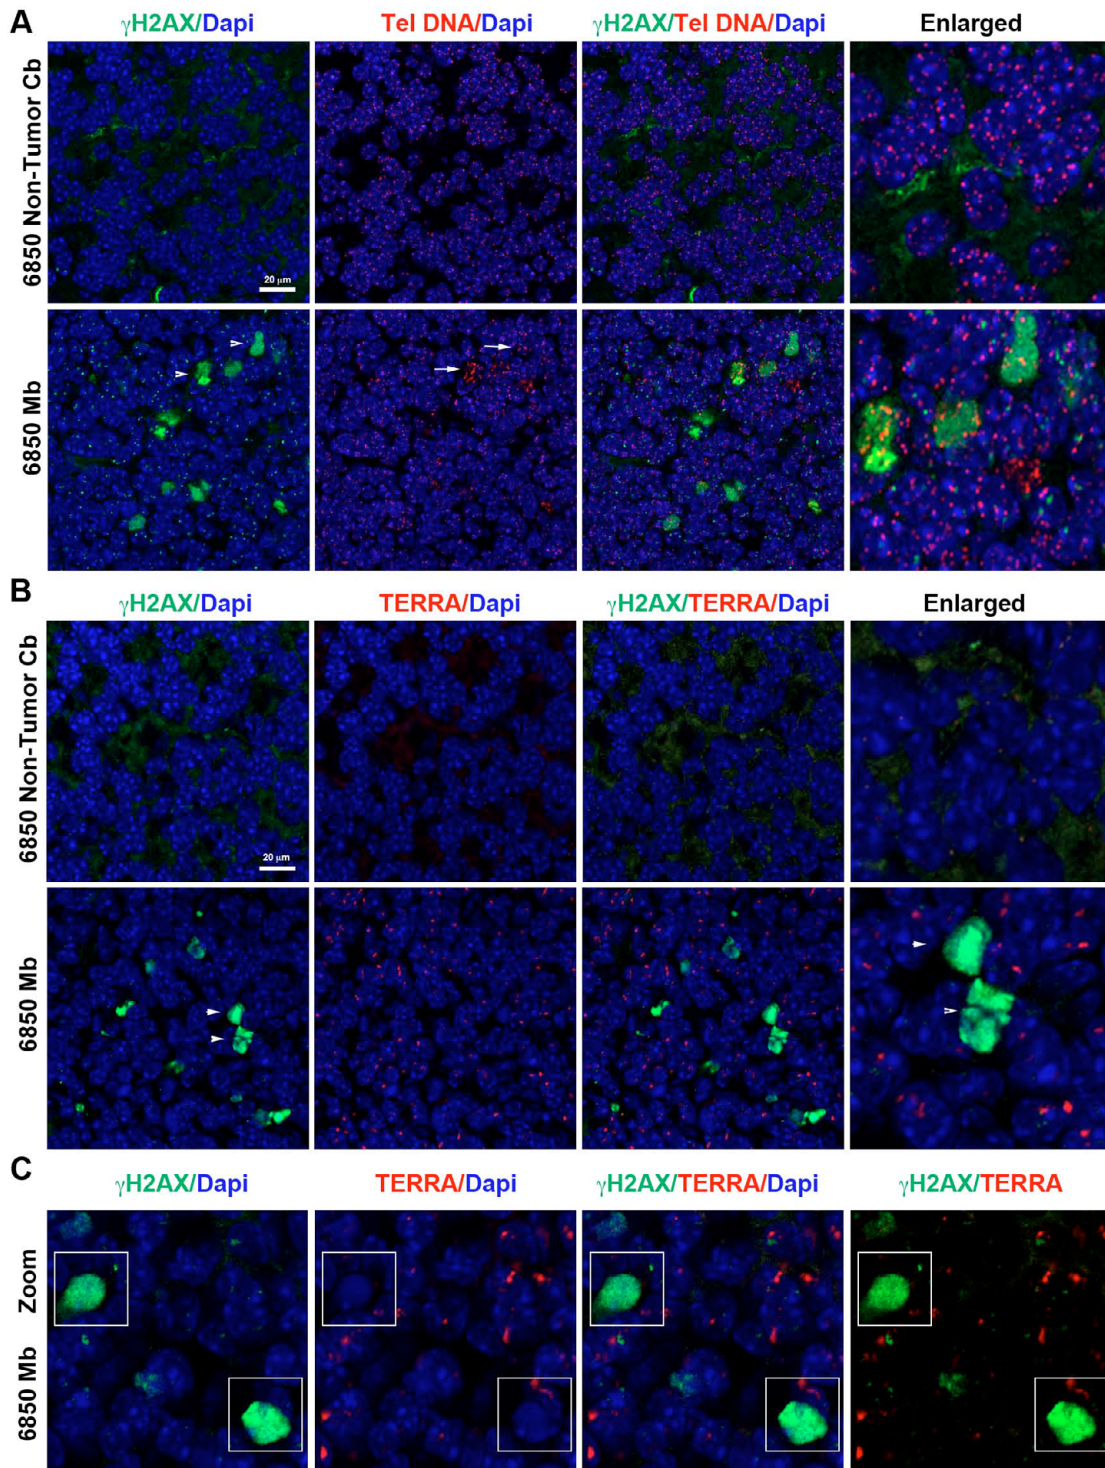 A
γH2AX/Dapi
Tel DNA/Dapi
γH2AX/Tel DNA/Dapi
Enlarged
6850 Non-Tumor Cb
20 μm
6850 Mb
B
γH2AX/Dapi
TERRA/Dapi
γH2AX/TERRA/Dapi
Enlarged
6850 Non-Tumor Cb
20 μm
6850 Mb
C
γH2AX/Dapi
TERRA/Dapi
γH2AX/TERRA/Dapi
γH2AX/TERRA
Zoom
6850 Mb